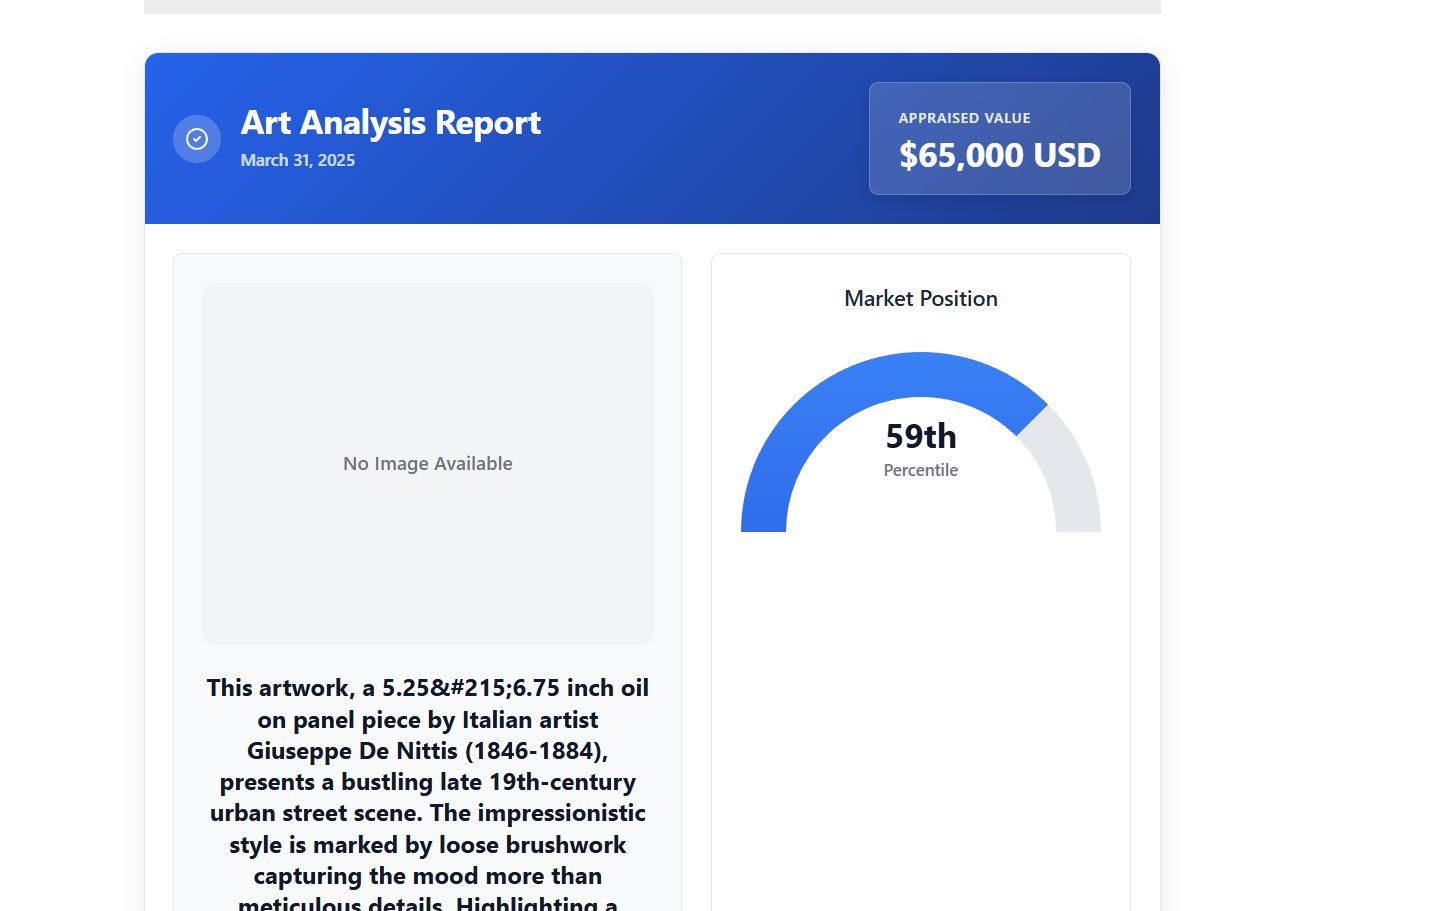 Art Analysis Report
March 31, 2025
APPRAISED VALUE
$65,000 USD
No Image Available
This artwork, a 5.25&#215;6.75 inch oil
on panel piece by Italian artist
Giuseppe De Nittis (1846-1884),
presents a bustling late 19th-century
urban street scene. The impressionistic
style is marked by loose brushwork
capturing the mood more than
meticulous details. Highlighting a
Market Position
59th
Percentile